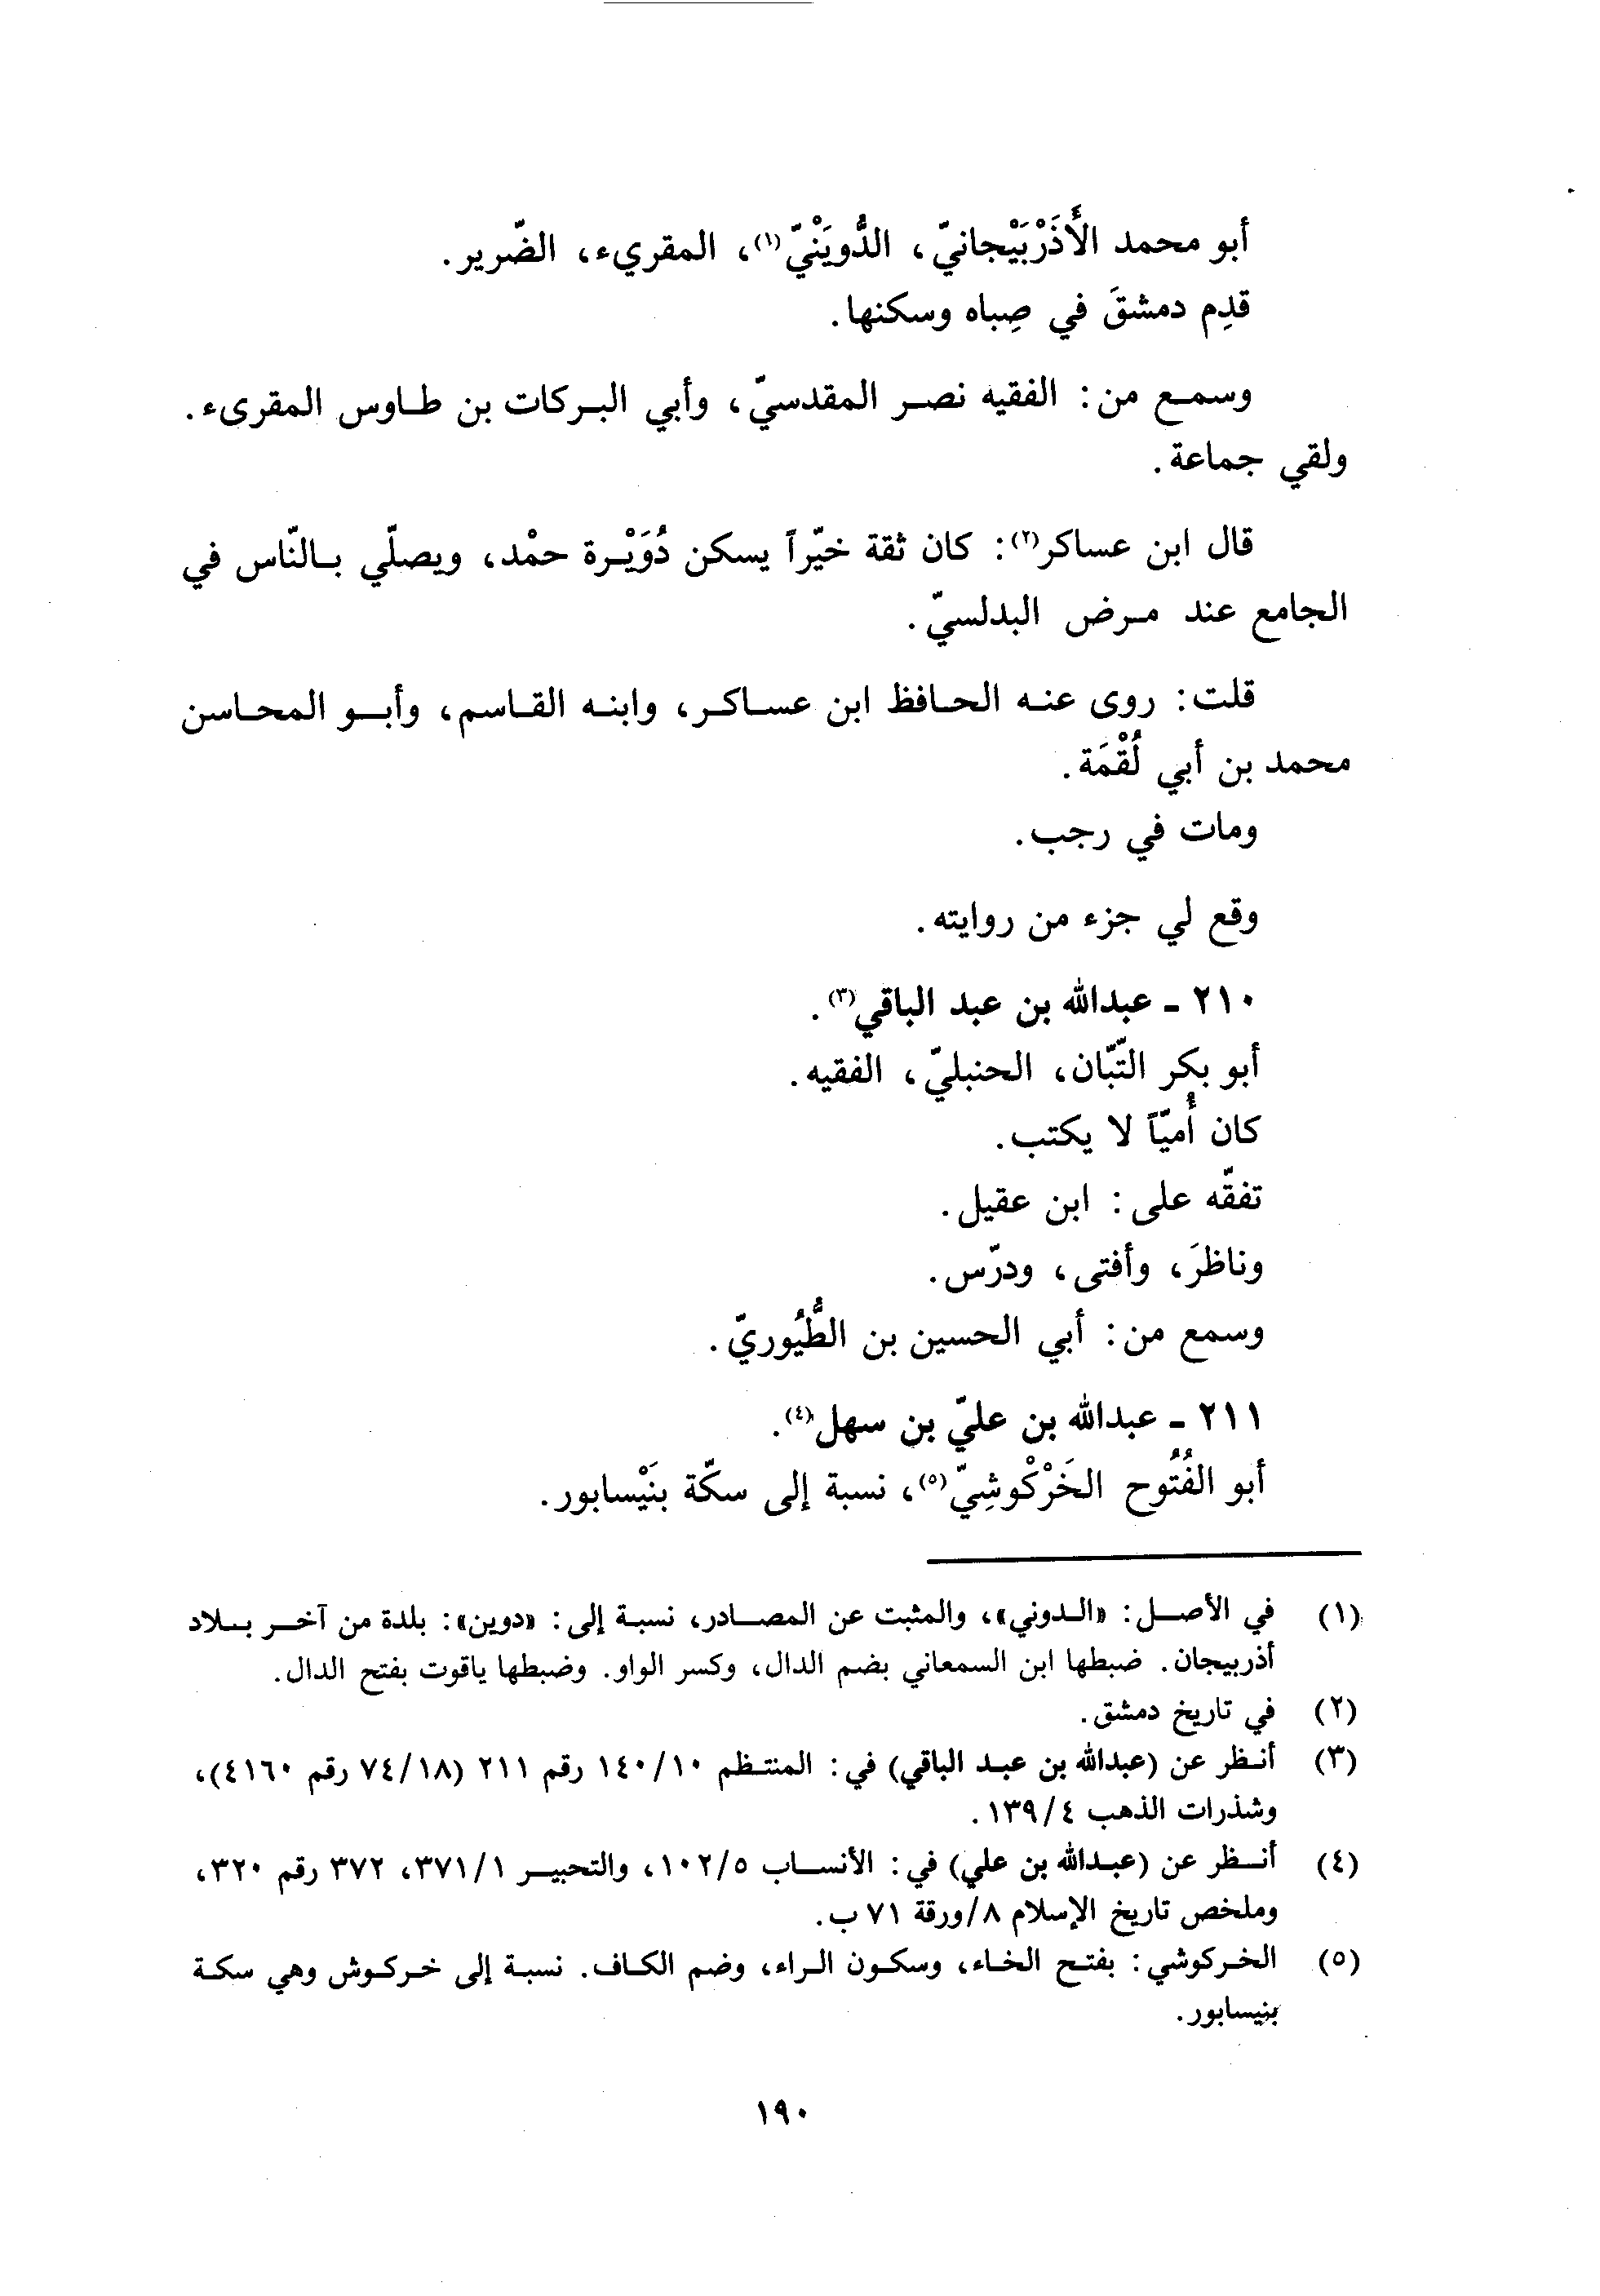 أبو محمد الأَذَرْبَيْجانيّ، الدُّويَنْيّ(١)، المقريء، الضّرير.
قدِم دمشقَ في صِباه وسكنها.
وسمع من: الفقيه نصر المقدسيّ، وأبي البركات بن طاوس المقرىء.
ولقي جماعة.
قال ابن عساكر(٢): كان ثقة خيّراً يسكن دُوَيْرة حمْد، ويصلّي بالنّاس في
الجامع عند مرض البدلسيّ.
قلت: روى عنه الحافظ ابن عساكر، وابنه القاسم، وأبو المحاسن
محمد بن أبي لُقْمَة.
ومات في رجب.
وقع لي جزء من روايته.
٢١٠ - عبدالله بن عبد الباقي(٣).
أبو بكر التّبّان، الحنبليّ، الفقيه.
كان أُميّاً لا يكتب.
تفقّه على: ابن عقيل.
وناظرَ، وأفتى، ودرّس.
وسمع من: أبي الحسين بن الطُّيُوريّ.
٢١١ - عبدالله بن عليّ بن سهل(٤).
أبو الفُتُوح الخَرْكْوشِيّ(٥)، نسبة إلى سكّة بنَيْسابور.
(١) في الأصل: «الدوني»، والمثبت عن المصادر، نسبة إلى: «دوين»: بلدة من آخر بلاد
أذربيجان. ضبطها ابن السمعاني بضم الدال، وكسر الواو. وضبطها ياقوت بفتح الدال.
(٢) في تاريخ دمشق.
(٣) أنظر عن (عبدالله بن عبد الباقي) في: المنتظم ١٤٠/١٠ رقم ٢١١ (٧٤/١٨ رقم ٤١٦٠)،
وشذرات الذهب ١٣٩/٤.
(٤) أنظر عن (عبدالله بن علي) في: الأنساب ١٠٢/٥، والتحبير ٣٧١/١، ٣٧٢ رقم ٣٢٠،
وملخص تاريخ الإسلام ٨/ورقة ٧١ ب.
(٥) الخركوشي: بفتح الخاء، وسكون الراء، وضم الكاف. نسبة إلى خركوش وهي سكة
بنيسابور.
١٩٠